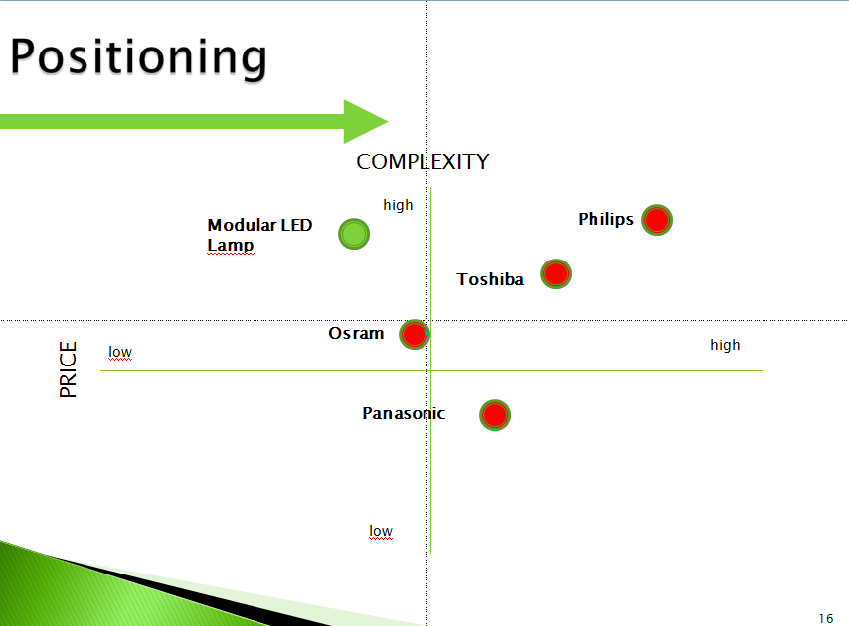 Positioning
COMPLEXITY
high
Modular LED
Lamp
Philips
Toshiba
Osram
PRICE
low
high
Panasonic
low
16